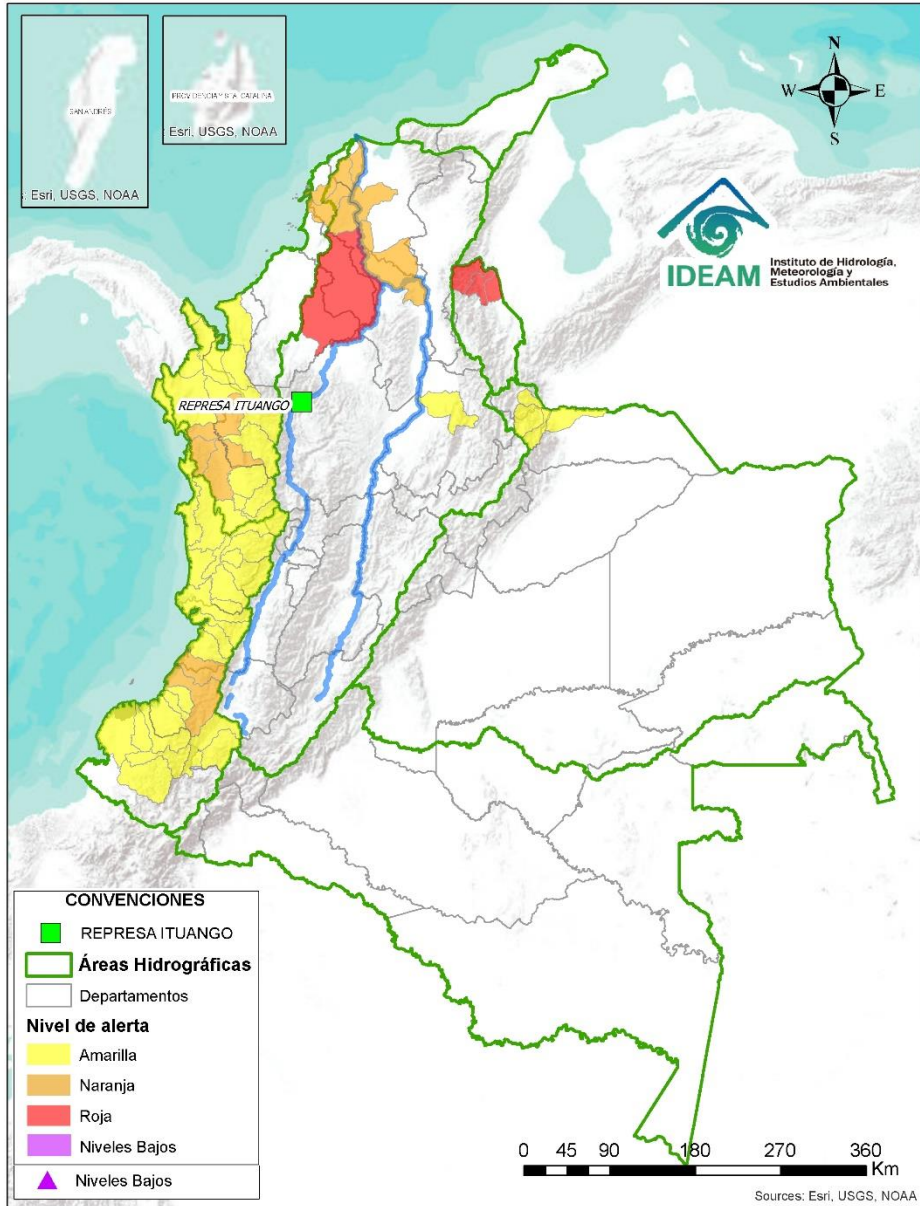 SAN ANDRÉS
: Esri, USGS, NOAA
PROVIDENCIA Y STA. CATALINA
: Esri, USGS, NOAA
N
W
E
S
IDEAM
Instituto de Hidrología,
Meteorología y
Estudios Ambientales
REPRESA ITUANGO
CONVENCIONES
REPRESA ITUANGO
Áreas Hidrográficas
Departamentos
Nivel de alerta
Amarilla
Naranja
Roja
Niveles Bajos
Niveles Bajos
0 45 90 180 270 360
Km
Sources: Esri, USGS, NOAA